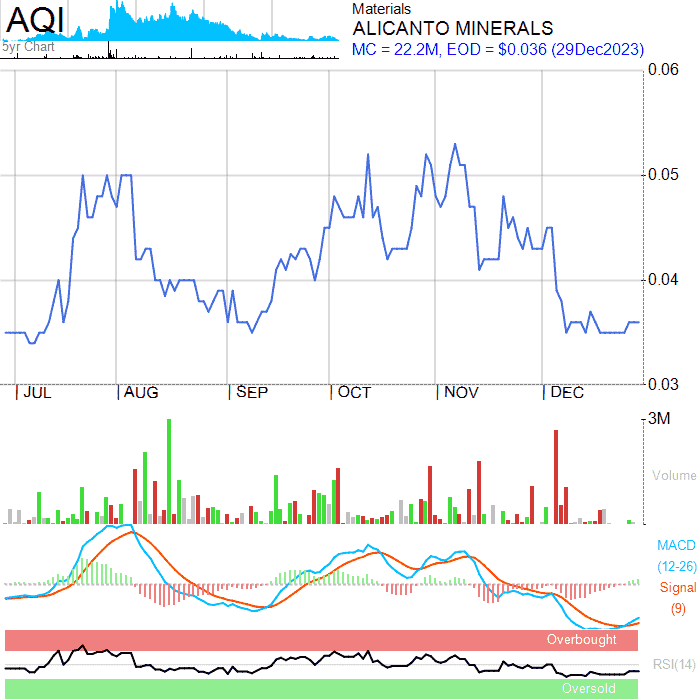 AQI
5yr Chart
Materials
ALICANTO MINERALS
MC = 22.2M, EOD = $0.036 (29Dec2023)
0.06
0.05
0.04
0.03
JUL AUG SEP OCT NOV DEC
3M
Volume
MACD
(12-26)
Signal
(9)
Overbought
RSI(14)
Oversold